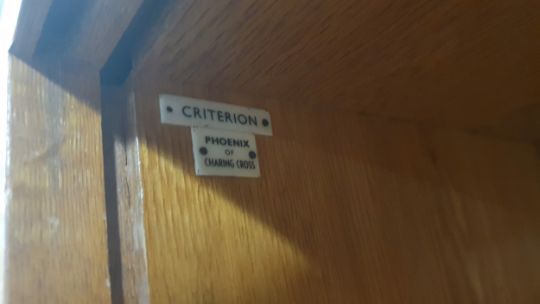 CRITERION
PHOENIX
OF
CHARING CROSS